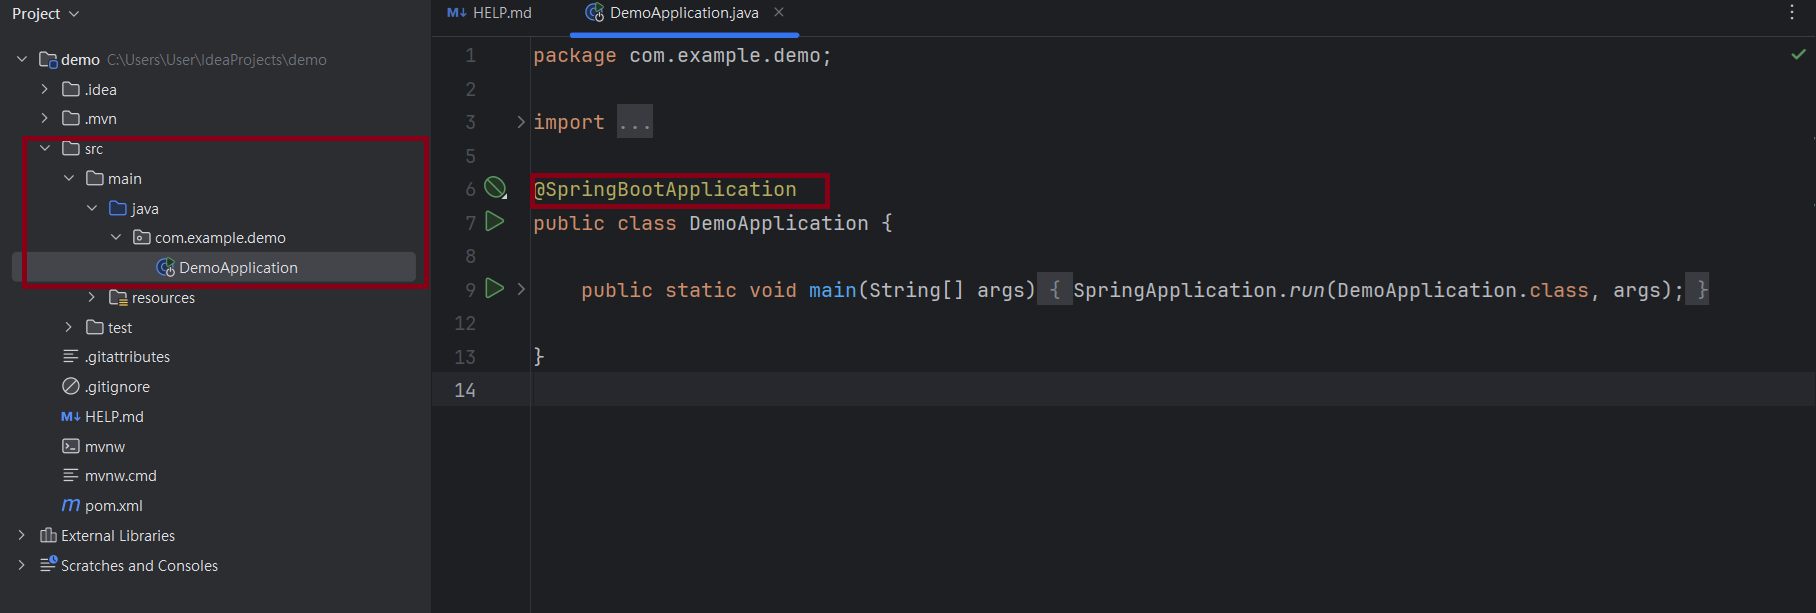 Project
demo C:\Users\User\IdeaProjects\demo
.idea
.mvn
src
main
java
com.example.demo
DemoApplication
resources
test
.gitattributes
.gitignore
M↓ HELP.md
mvnw
mvnw.cmd
m pom.xml
External Libraries
Scratches and Consoles
M↓ HELP.md
DemoApplication.java
1 package com.example.demo;
2
3 import ...
5
6 @SpringBootApplication
7 public class DemoApplication {
8
9 public static void main(String[] args) { SpringApplication.run(DemoApplication.class, args); }
12
13 }
14